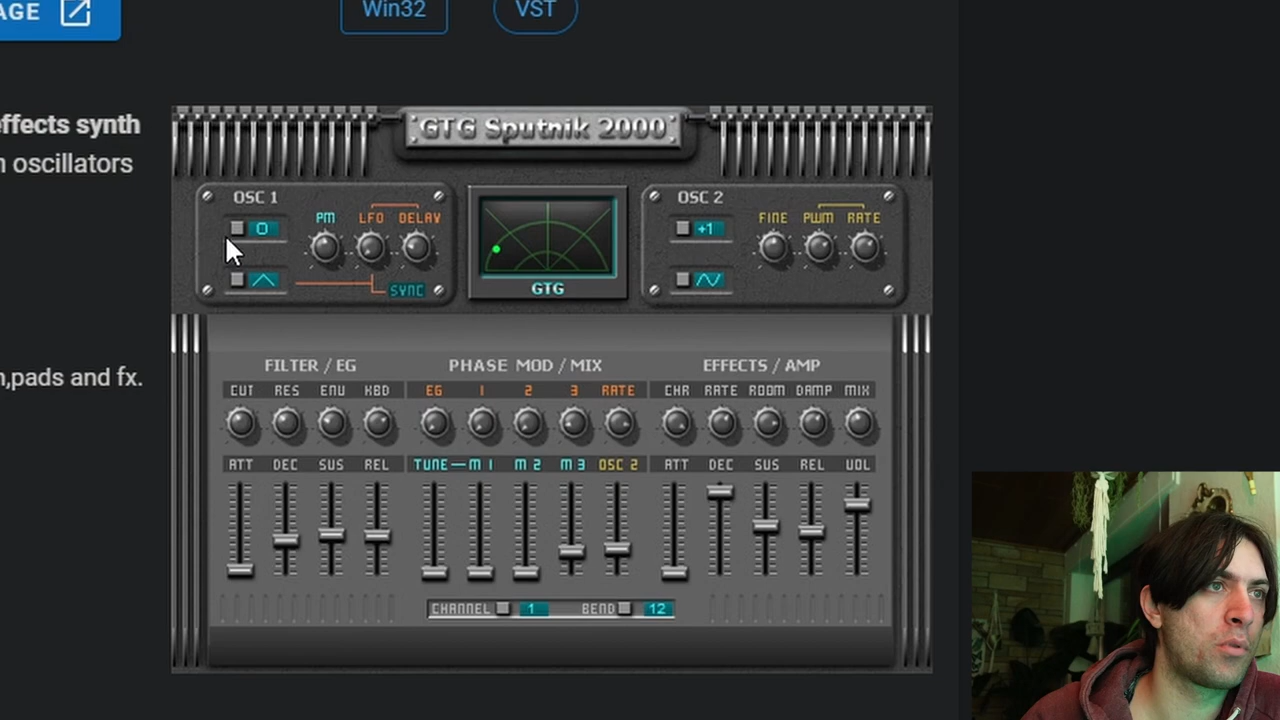 AGE
Win32
VST
effects synth
oscillators
,pads and fx.
GTG Sputnik 2000
OSC 1
0
PM LFO DELAY
SYNC
GTG
OSC 2
+1
FINE PWM RATE
FILTER / EG PHASE MOD / MIX EFFECTS / AMP
CUT RES ENV KBD EG 1 2 3 RATE CHR RATE ROOM DAMP MIX
ATT DEC SUS REL TUNE—M 1 M 2 M 3 OSC 2 ATT DEC SUS REL VOL
CHANNEL 1 BEND 12